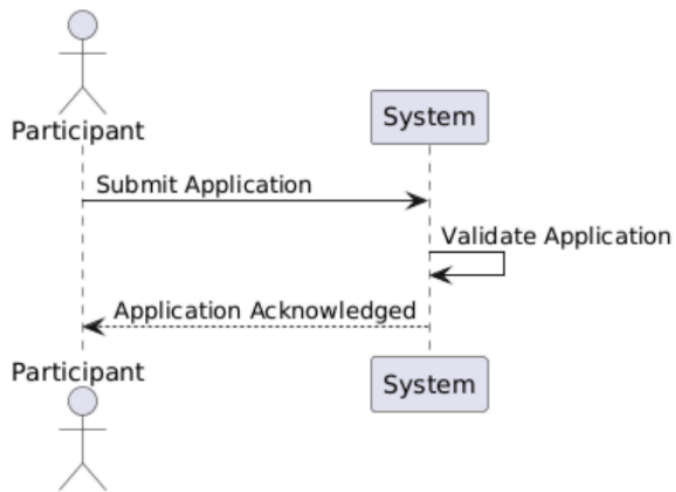 Participant
System
Submit Application
Validate Application
Application Acknowledged
Participant
System